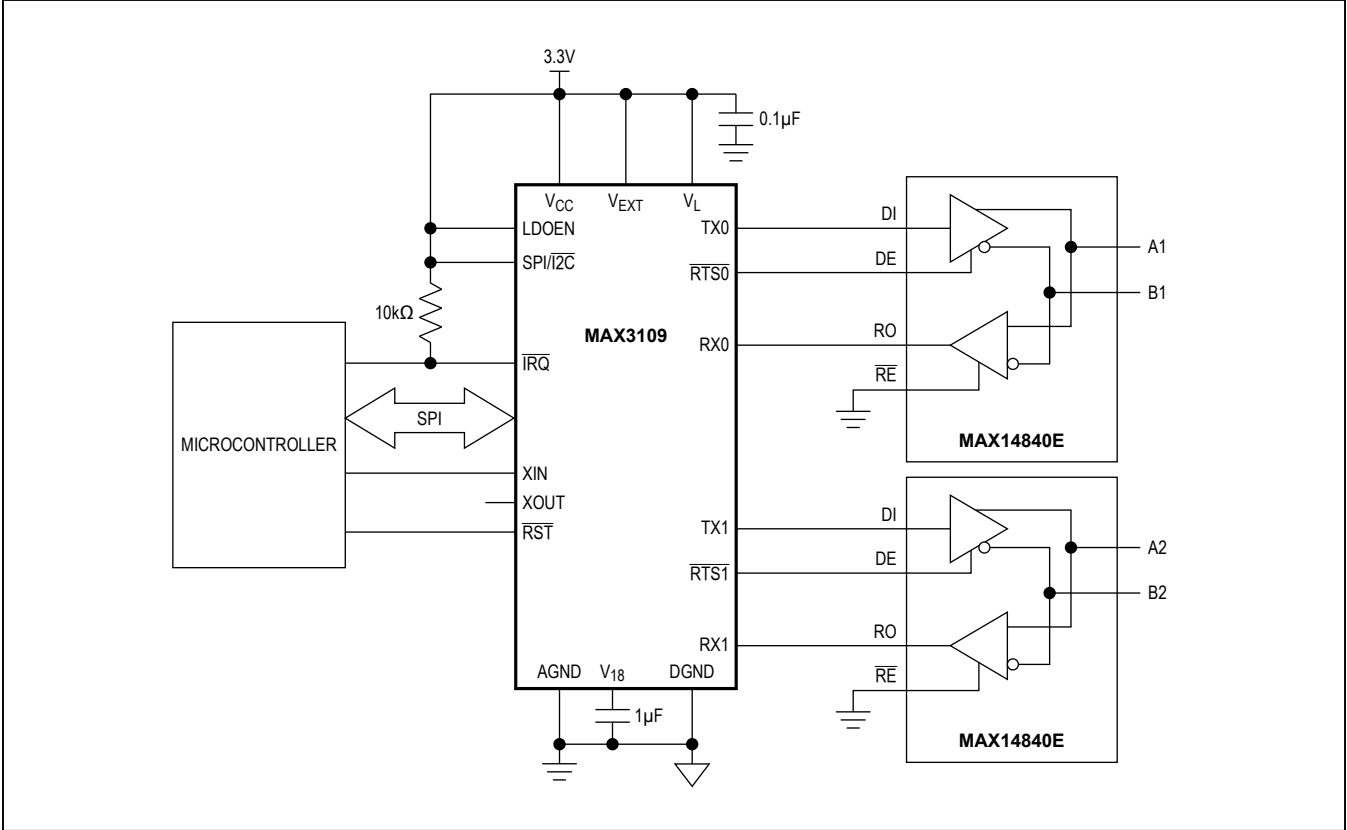 3.3V
0.1µF
VCC
VEXT
VL
LDOEN
SPI/I2C
10kΩ
MAX3109
IRQ
SPI
MICROCONTROLLER
XIN
XOUT
RST
AGND
V18
DGND
1µF
TX0
RTS0
RX0
TX1
RTS1
RX1
DI
DE
RO
RE
A1
B1
MAX14840E
DI
DE
RO
RE
A2
B2
MAX14840E